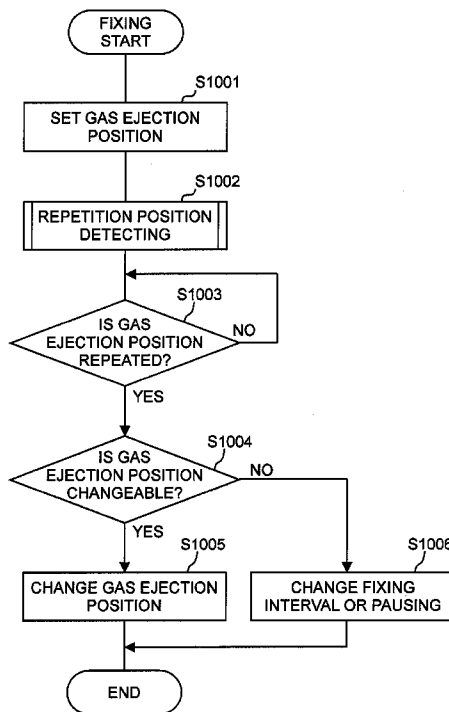 FIXING
START
S1001
SET GAS EJECTION
POSITION
S1002
REPETITION POSITION
DETECTING
S1003
IS GAS
EJECTION POSITION
REPEATED?
NO
YES
S1004
IS GAS
EJECTION POSITION
CHANGEABLE?
NO
YES
S1005
CHANGE GAS EJECTION
POSITION
S1006
CHANGE FIXING
INTERVAL OR PAUSING
END